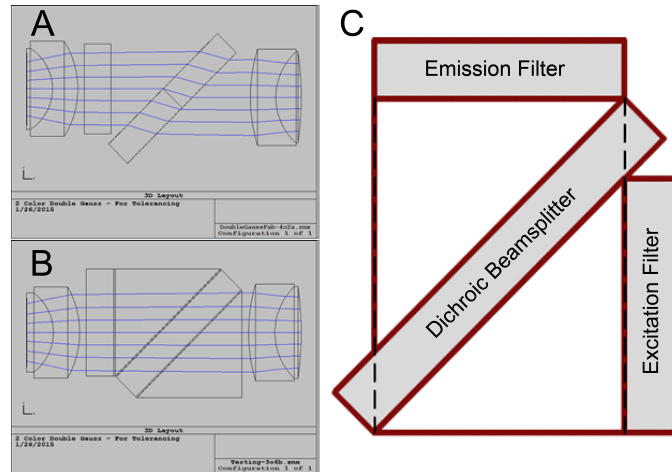 A
3D Layout
2 Color Double Gauss - For Tolerancing
1/26/2015
DoubleGaussFab-4o2a.zmx
Configuration 1 of 1
B
3D Layout
2 Color Double Gauss - For Tolerancing
1/26/2015
Testing-3o6b.zmx
Configuration 1 of 1
C
Emission Filter
Dichroic Beamsplitter
Excitation Filter